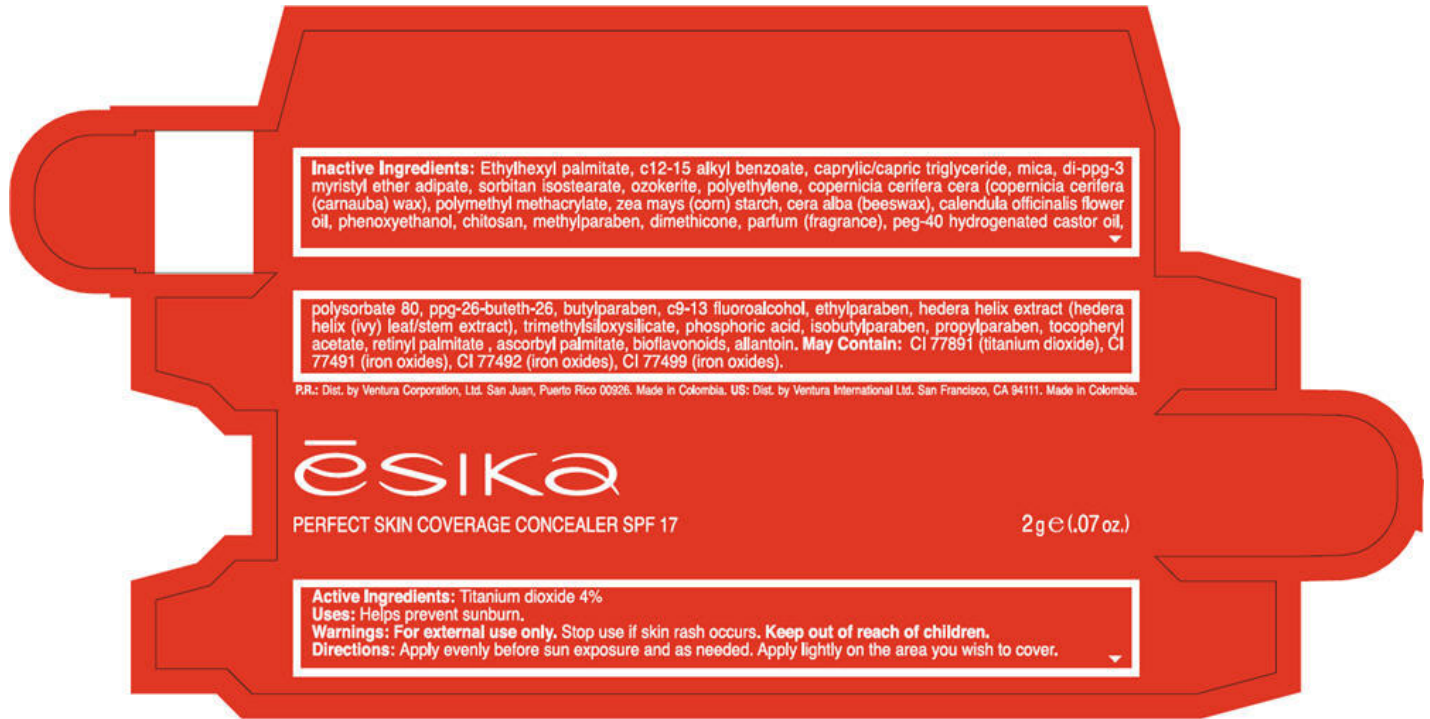 Inactive Ingredients: Ethylhexyl palmitate, c12-15 alkyl benzoate, caprylic/capric triglyceride, mica, di-ppg-3
myristyl ether adipate, sorbitan isostearate, ozokerite, polyethylene, copernicia cerifera cera (copernicia cerifera
(carnauba) wax), polymethyl methacrylate, zea mays (corn) starch, cera alba (beeswax), calendula officinalis flower
oil, phenoxyethanol, chitosan, methylparaben, dimethicone, parfum (fragrance), peg-40 hydrogenated castor oil,
polysorbate 80, ppg-26-buteth-26, butylparaben, c9-13 fluoroalcohol, ethylparaben, hedera helix extract (hedera
helix (ivy) leaf/stem extract), trimethylsiloxysilicate, phosphoric acid, isobutylparaben, propylparaben, tocopheryl
acetate, retinyl palmitate , ascorbyl palmitate, bioflavonoids, allantoin. May Contain: CI 77891 (titanium dioxide), CI
77491 (iron oxides), CI 77492 (iron oxides), CI 77499 (iron oxides).
P.R.: Dist. by Ventura Corporation, Ltd. San Juan, Puerto Rico 00926. Made in Colombia. US: Dist. by Ventura International Ltd. San Francisco, CA 94111. Made in Colombia.
ēsika
PERFECT SKIN COVERAGE CONCEALER SPF 17 2 g ℮ (.07 oz.)
Active Ingredients: Titanium dioxide 4%
Uses: Helps prevent sunburn.
Warnings: For external use only. Stop use if skin rash occurs. Keep out of reach of children.
Directions: Apply evenly before sun exposure and as needed. Apply lightly on the area you wish to cover.